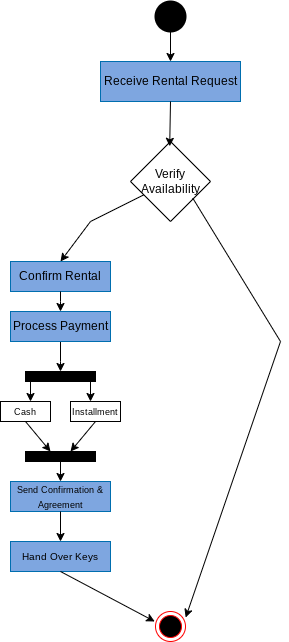 Receive Rental Request
Verify
Availability
Confirm Rental
Process Payment
Cash
Installment
Send Confirmation &
Agreement
Hand Over Keys